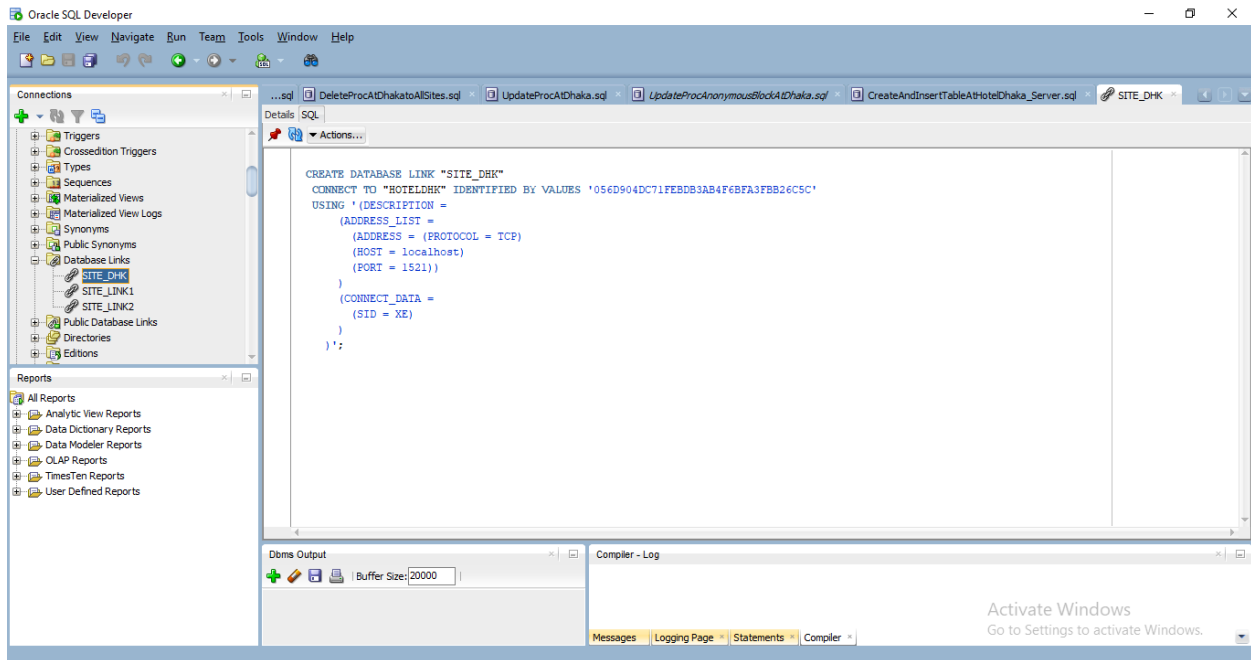 Oracle SQL Developer
File Edit View Navigate Run Team Tools Window Help
Connections
Triggers
Crossedition Triggers
Types
Sequences
Materialized Views
Materialized View Logs
Synonyms
Public Synonyms
Database Links
SITE_DHK
SITE_LINK1
SITE_LINK2
Public Database Links
Directories
Editions
Reports
All Reports
Analytic View Reports
Data Dictionary Reports
Data Modeler Reports
OLAP Reports
TimesTen Reports
User Defined Reports
...sql DeleteProcAtDhakatoAllSites.sql UpdateProcAtDhaka.sql UpdateProcAnonymousBlockAtDhaka.sql CreateAndInsertTableAtHotelDhaka_Server.sql SITE_DHK
Details SQL
Actions...
CREATE DATABASE LINK "SITE_DHK"
CONNECT TO "HOTELDHK" IDENTIFIED BY VALUES '056D904DC71FEBDB3AB4F6BFA3FBB26C5C'
USING '(DESCRIPTION =
(ADDRESS_LIST =
(ADDRESS = (PROTOCOL = TCP)
(HOST = localhost)
(PORT = 1521))
)
(CONNECT_DATA =
(SID = XE)
)
)';
Dbms Output
Buffer Size: 20000
Compiler - Log
Messages Logging Page Statements Compiler
Activate Windows
Go to Settings to activate Windows.